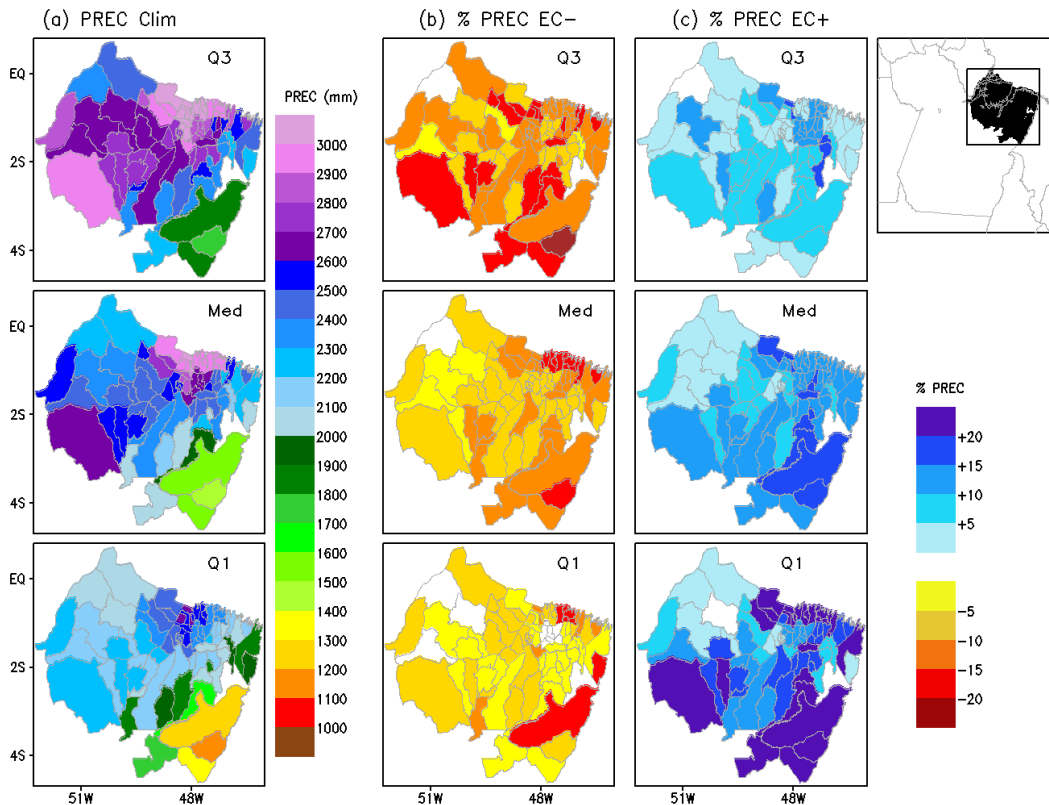 (a) PREC Clim
(b) % PREC EC-
(c) % PREC EC+
Q3
Q3
Q3
EQ
2S
4S
PREC (mm)
3000
2900
2800
2700
2600
2500
2400
2300
2200
2100
2000
1900
1800
1700
1600
1500
1400
1300
1200
1100
1000
Med
Med
Med
EQ
2S
4S
% PREC
+20
+15
+10
+5
-5
-10
-15
-20
Q1
Q1
Q1
EQ
2S
4S
51W
48W
51W
48W
51W
48W